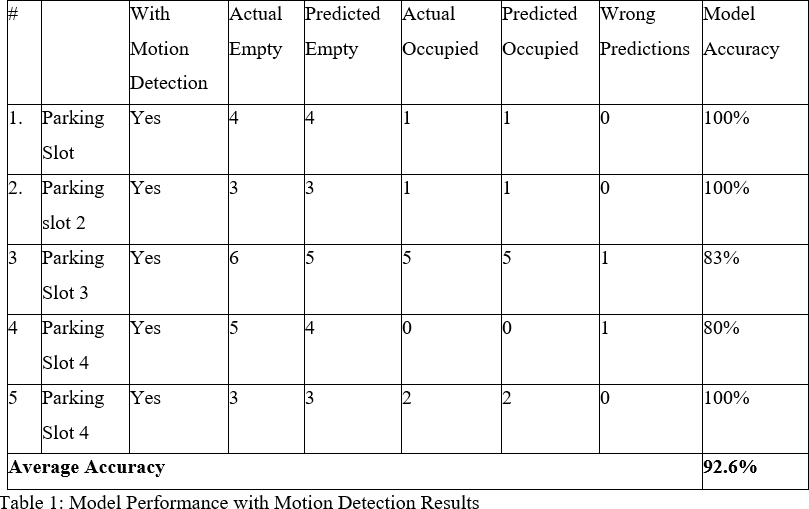 # With Motion Detection Actual Empty Predicted Empty Actual Occupied Predicted Occupied Wrong Predictions Model Accuracy
1. Parking Slot Yes 4 4 1 1 0 100%
2. Parking slot 2 Yes 3 3 1 1 0 100%
3 Parking Slot 3 Yes 6 5 5 5 1 83%
4 Parking Slot 4 Yes 5 4 0 0 1 80%
5 Parking Slot 4 Yes 3 3 2 2 0 100%
Average Accuracy 92.6%
Table 1: Model Performance with Motion Detection Results